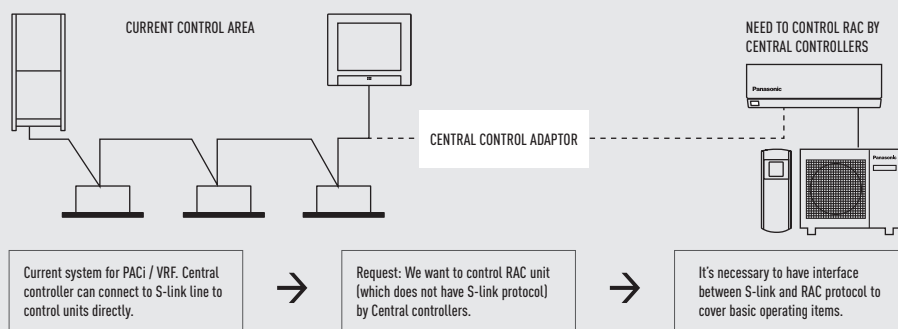 CURRENT CONTROL AREA
NEED TO CONTROL RAC BY
CENTRAL CONTROLLERS
Panasonic
CENTRAL CONTROL ADAPTOR
Panasonic
Current system for PACi / VRF. Central
controller can connect to S-link line to
control units directly.
Request: We want to control RAC unit
(which does not have S-link protocol)
by Central controllers.
It's necessary to have interface
between S-link and RAC protocol to
cover basic operating items.